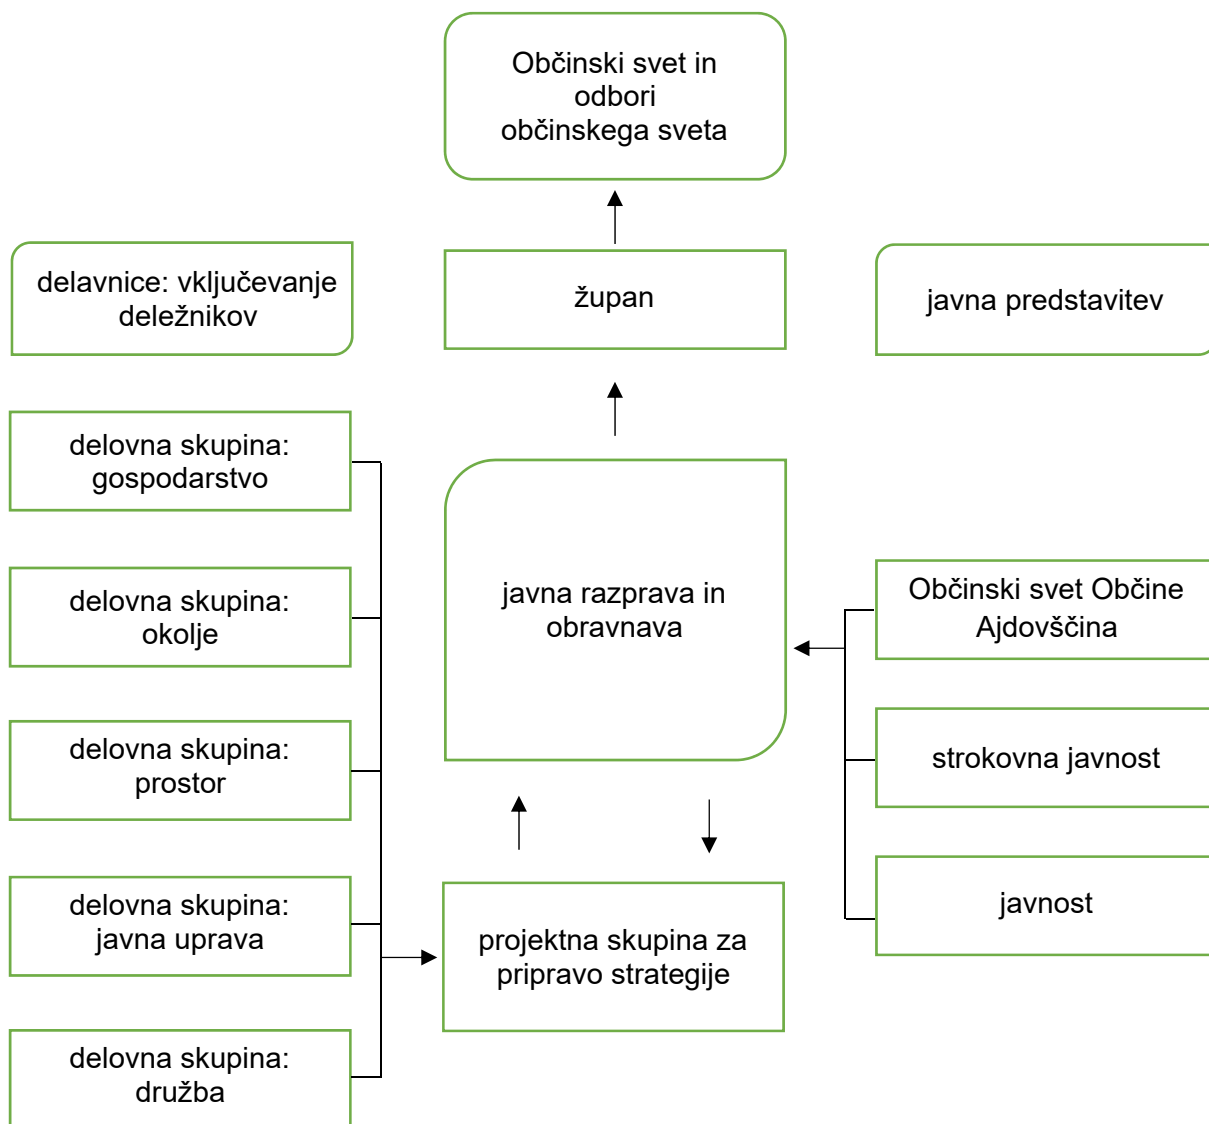 Občinski svet in
odbori
občinskega sveta
delavnice: vključevanje
deležnikov
župan
javna predstavitev
delovna skupina:
gospodarstvo
delovna skupina:
okolje
delovna skupina:
prostor
delovna skupina:
javna uprava
delovna skupina:
družba
javna razprava in
obravnava
projektna skupina za
pripravo strategije
Občinski svet Občine
Ajdovščina
strokovna javnost
javnost